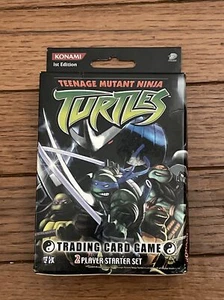 KONAMI
1st Edition
TEENAGE MUTANT NINJA
TURTLES
TRADING CARD GAME
2 PLAYER STARTER SET